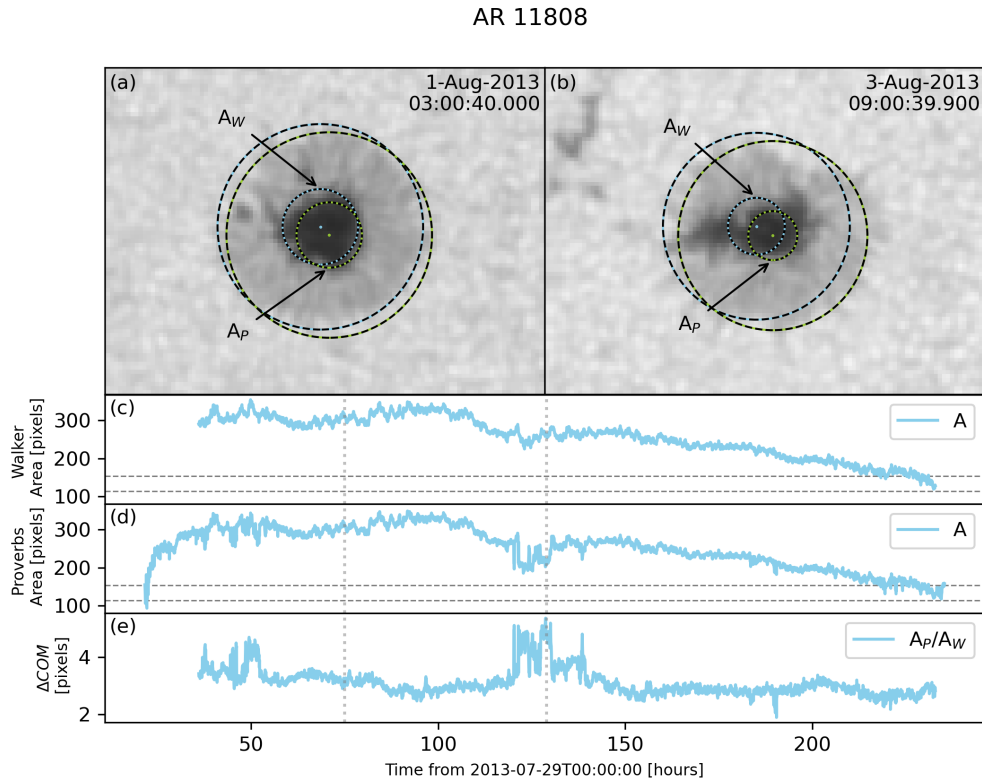 AR 11808
(a)
1-Aug-2013
03:00:40.000
A_W
A_P
(b)
3-Aug-2013
09:00:39.900
A_W
A_P
(c)
Walker
Area [pixels]
300
200
100
A
(d)
Proverbs
Area [pixels]
300
200
100
A
(e)
ΔCOM
[pixels]
4
2
A_P/A_W
50 100 150 200
Time from 2013-07-29T00:00:00 [hours]